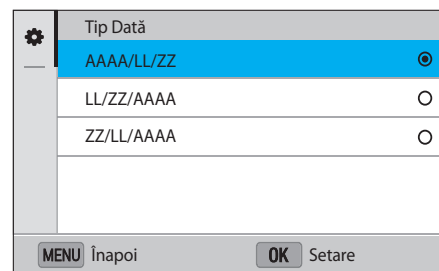 Tip Dată
AAAA/LL/ZZ
LL/ZZ/AAAA
ZZ/LL/AAAA
MENU Înapoi OK Setare